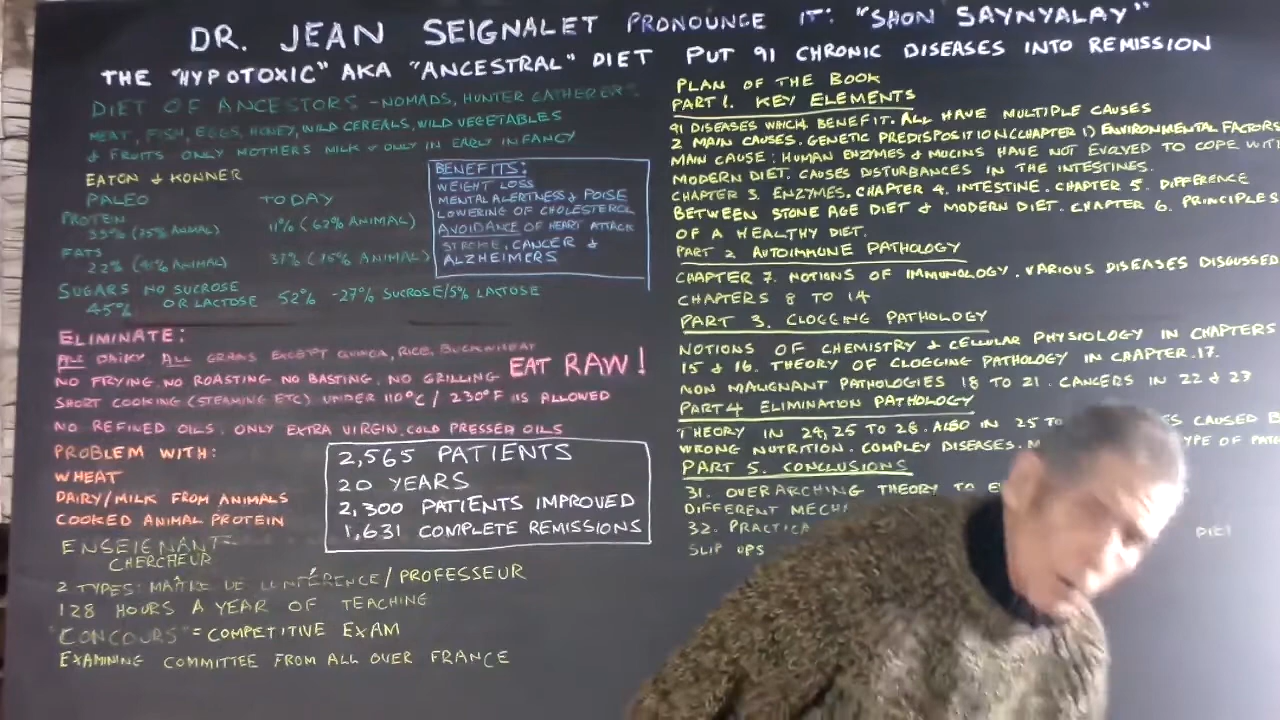 DR. JEAN SEIGNALET PRONOUNCE IT: "SHON SAYNYALAY"
THE "HYPOTOXIC" AKA "ANCESTRAL" DIET PUT 91 CHRONIC DISEASES INTO REMISSION
DIET OF ANCESTORS - NOMADS, HUNTER GATHERERS
MEAT, FISH, EGGS, HONEY, WILD CEREALS, WILD VEGETABLES
& FRUITS ONLY MOTHERS MILK & ONLY IN EARLY INFANCY
EATON & KONNER
PALEO TODAY
PROTEIN
33% (25% ANIMAL) 11% (67% ANIMAL)
FATS
22% ( ANIMAL) 37% (75% ANIMAL)
SUGARS NO SUCROSE
45% OR LACTOSE 52% -27% SUCROSE/5% LACTOSE
BENEFITS:
WEIGHT LOSS
MENTAL ALERTNESS & POISE
LOWERING OF CHOLESTEROL
AVOIDANCE OF HEART ATTACK
STROKE, CANCER &
ALZHEIMERS
ELIMINATE:
ALL DAIRY ALL GRAINS EXCEPT QUINOA, RICE, BUCKWHEAT
NO FRYING. NO ROASTING NO BASTING. NO GRILLING
EAT RAW!
SHORT COOKING (STEAMING ETC) UNDER 110°C / 230°F IS ALLOWED
NO REFINED OILS. ONLY EXTRA VIRGIN, COLD PRESSED OILS
PROBLEM WITH:
WHEAT
DAIRY/MILK FROM ANIMALS
COOKED ANIMAL PROTEIN
2,565 PATIENTS
20 YEARS
2,300 PATIENTS IMPROVED
1,631 COMPLETE REMISSIONS
ENSEIGNANT-
CHERCHEUR
2 TYPES: MAÎTRE DE CONFÉRENCE/PROFESSEUR
128 HOURS A YEAR OF TEACHING
"CONCOURS" = COMPETITIVE EXAM
EXAMINING COMMITTEE FROM ALL OVER FRANCE
PLAN OF THE BOOK
PART 1. KEY ELEMENTS
91 DISEASES WHICH BENEFIT. ALL HAVE MULTIPLE CAUSES
2 MAIN CAUSES. GENETIC PREDISPOSITION (CHAPTER 1) ENVIRONMENTAL FACTORS
MAIN CAUSE: HUMAN ENZYMES & MUCINS HAVE NOT EVOLVED TO COPE WITH
MODERN DIET. CAUSES DISTURBANCES IN THE INTESTINES.
CHAPTER 3. ENZYMES. CHAPTER 4. INTESTINE. CHAPTER 5. DIFFERENCE
BETWEEN STONE AGE DIET & MODERN DIET. CHAPTER 6. PRINCIPLES
OF A HEALTHY DIET.
PART 2 AUTOIMMUNE PATHOLOGY
CHAPTER 7. NOTIONS OF IMMUNOLOGY. VARIOUS DISEASES DISCUSSED
CHAPTERS 8 TO 14
PART 3. CLOGGING PATHOLOGY
NOTIONS OF CHEMISTRY & CELLULAR PHYSIOLOGY IN CHAPTERS
15 & 16. THEORY OF CLOGGING PATHOLOGY IN CHAPTER.17.
NON MALIGNANT PATHOLOGIES 18 TO 21. CANCERS IN 22 & 23
PART 4 ELIMINATION PATHOLOGY
THEORY IN 24, 25 TO 28. ALSO IN 25 TO CAUSED B
WRONG NUTRITION. COMPLEX DISEASES. YPE OF PATH
PART 5. CONCLUSIONS
31. OVERARCHING THEORY TO E
DIFFERENT MECH
32. PRACTICA DIET
SLIP UPS